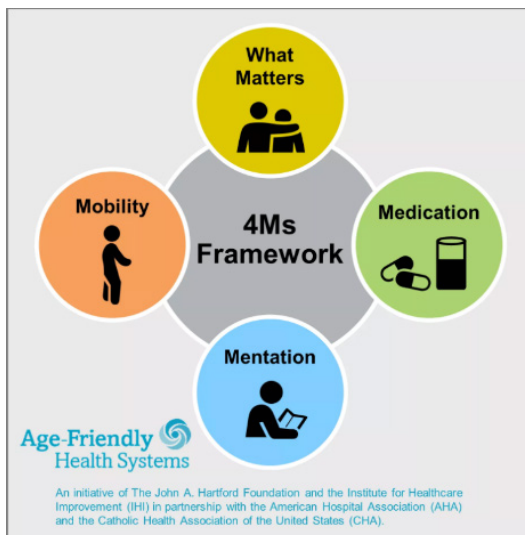 What
Matters
Mobility
4Ms
Framework
Medication
Mentation
Age-Friendly
Health Systems
An initiative of The John A. Hartford Foundation and the Institute for Healthcare
Improvement (IHI) in partnership with the American Hospital Association (AHA)
and the Catholic Health Association of the United States (CHA).